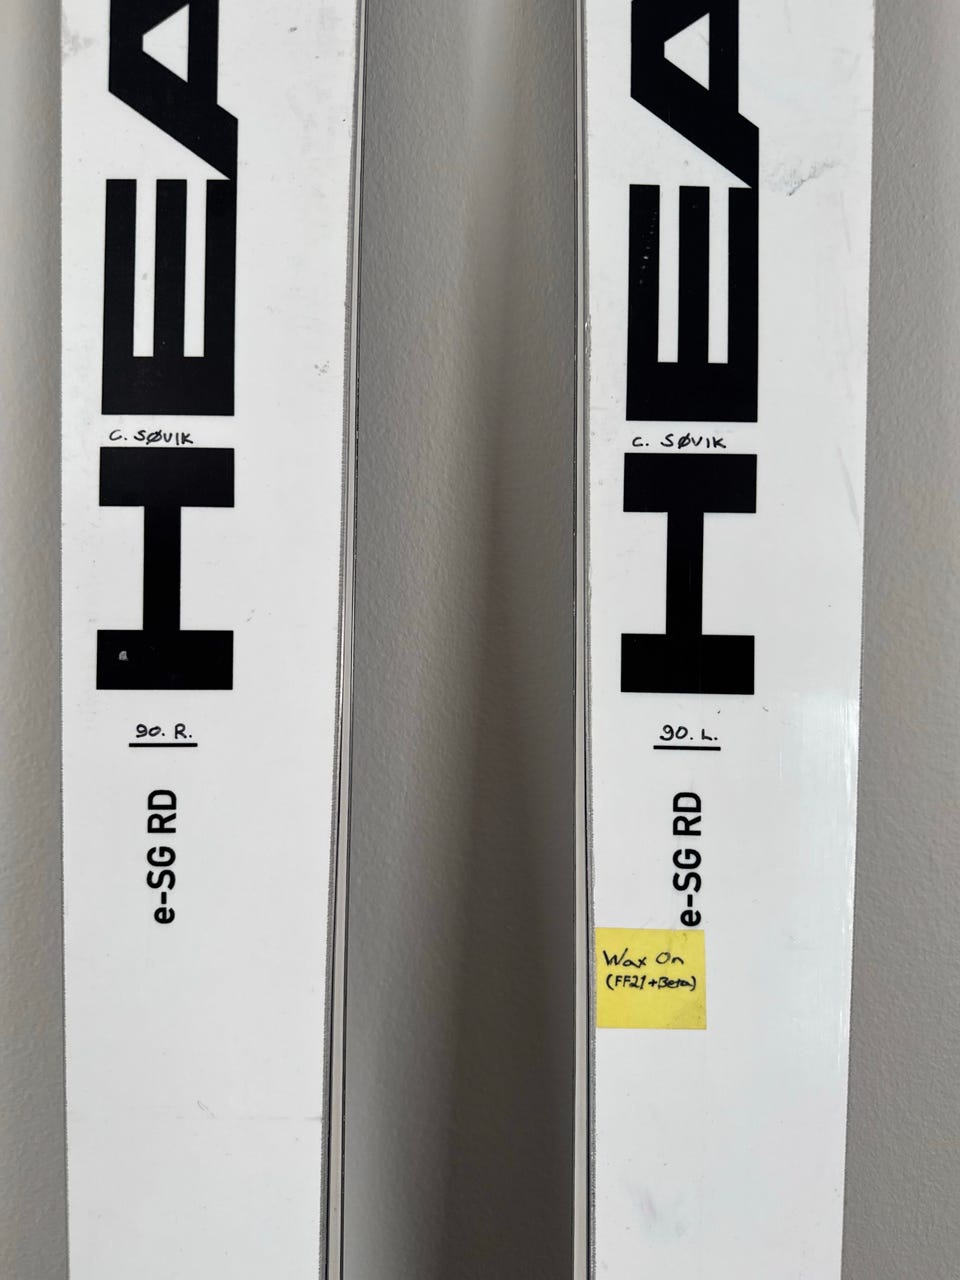 HEA
C. SØVIK
90. R.
e-SG RD
HEA
C. SØVIK
90. L.
e-SG RD
Wax On
(FF21+Beta)